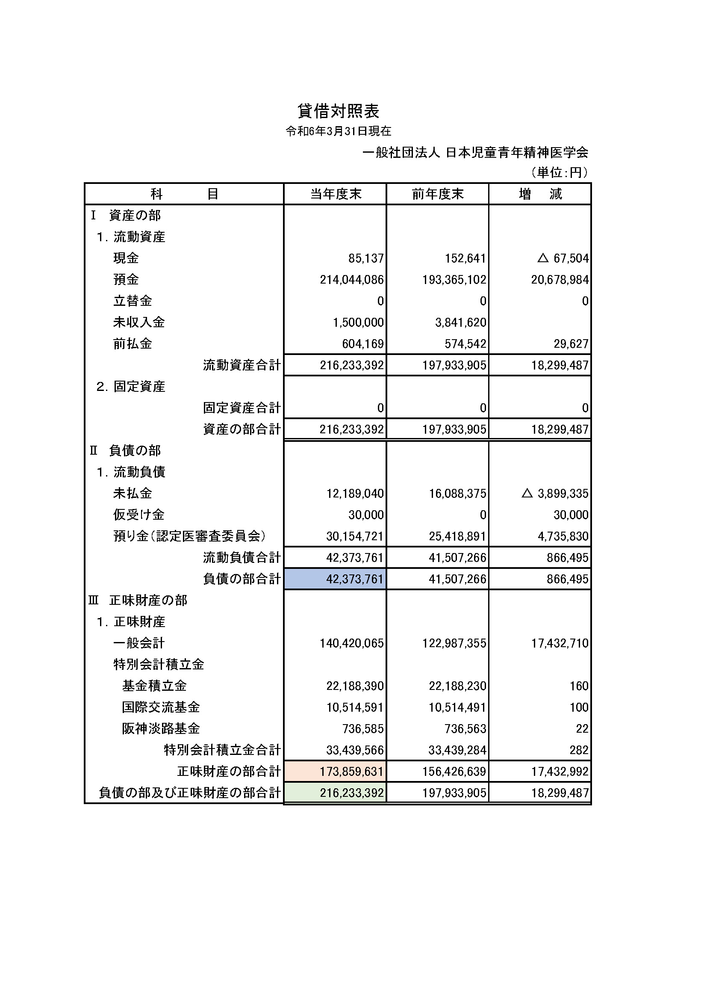 貸借対照表
令和6年3月31日現在
一般社団法人 日本児童青年精神医学会
（単位：円）
科 目 当年度末 前年度末 増 減
Ⅰ 資産の部
１．流動資産
現金 85,137 152,641 △ 67,504
預金 214,044,086 193,365,102 20,678,984
立替金 0 0 0
未収入金 1,500,000 3,841,620
前払金 604,169 574,542 29,627
流動資産合計 216,233,392 197,933,905 18,299,487
２．固定資産
固定資産合計 0 0 0
資産の部合計 216,233,392 197,933,905 18,299,487
Ⅱ 負債の部
１．流動負債
未払金 12,189,040 16,088,375 △ 3,899,335
仮受け金 30,000 0 30,000
預り金（認定医審査委員会） 30,154,721 25,418,891 4,735,830
流動負債合計 42,373,761 41,507,266 866,495
負債の部合計 42,373,761 41,507,266 866,495
Ⅲ 正味財産の部
１．正味財産
一般会計 140,420,065 122,987,355 17,432,710
特別会計積立金
基金積立金 22,188,390 22,188,230 160
国際交流基金 10,514,591 10,514,491 100
阪神淡路基金 736,585 736,563 22
特別会計積立金合計 33,439,566 33,439,284 282
正味財産の部合計 173,859,631 156,426,639 17,432,992
負債の部及び正味財産の部合計 216,233,392 197,933,905 18,299,487